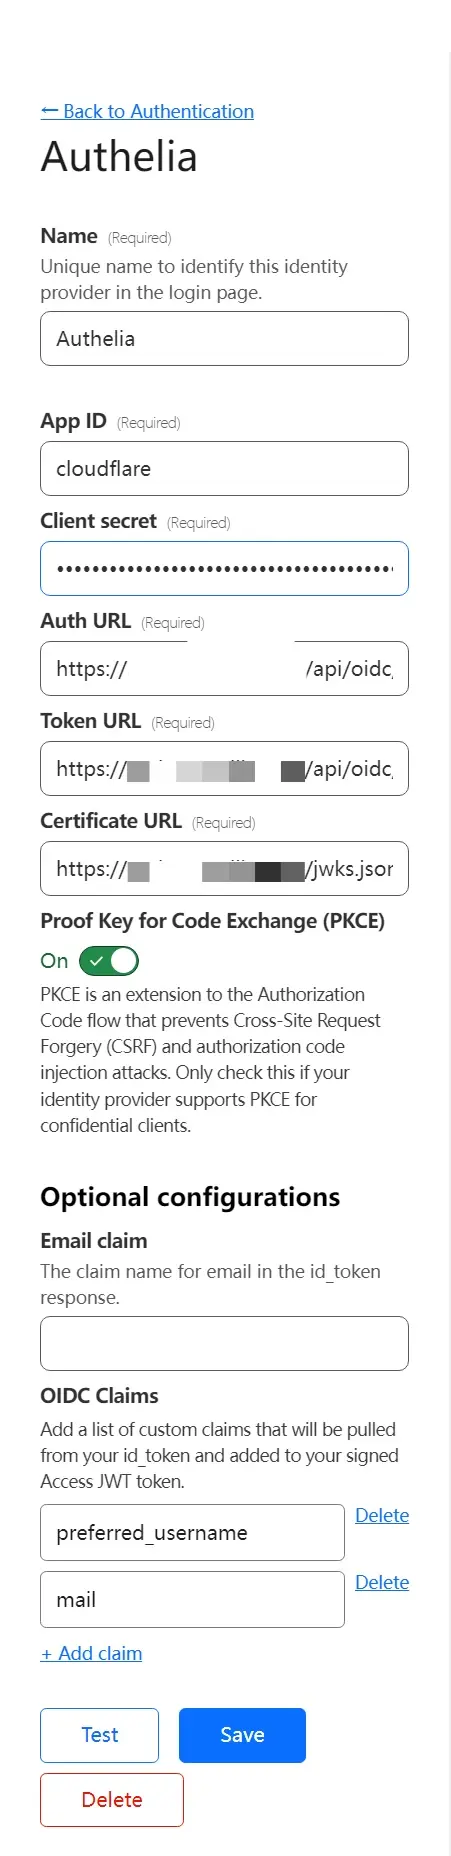 ← Back to Authentication
Authelia
Name (Required)
Unique name to identify this identity
provider in the login page.
Authelia
App ID (Required)
cloudflare
Client secret (Required)
••••••••••••••••••••••••••••••••••••••••
Auth URL (Required)
https:// /api/oidc,
Token URL (Required)
https:// /api/oidc,
Certificate URL (Required)
https:// /jwks.jsor
Proof Key for Code Exchange (PKCE)
On
PKCE is an extension to the Authorization
Code flow that prevents Cross-Site Request
Forgery (CSRF) and authorization code
injection attacks. Only check this if your
identity provider supports PKCE for
confidential clients.
Optional configurations
Email claim
The claim name for email in the id_token
response.
OIDC Claims
Add a list of custom claims that will be pulled
from your id_token and added to your signed
Access JWT token.
preferred_username Delete
mail Delete
+ Add claim
Test Save
Delete